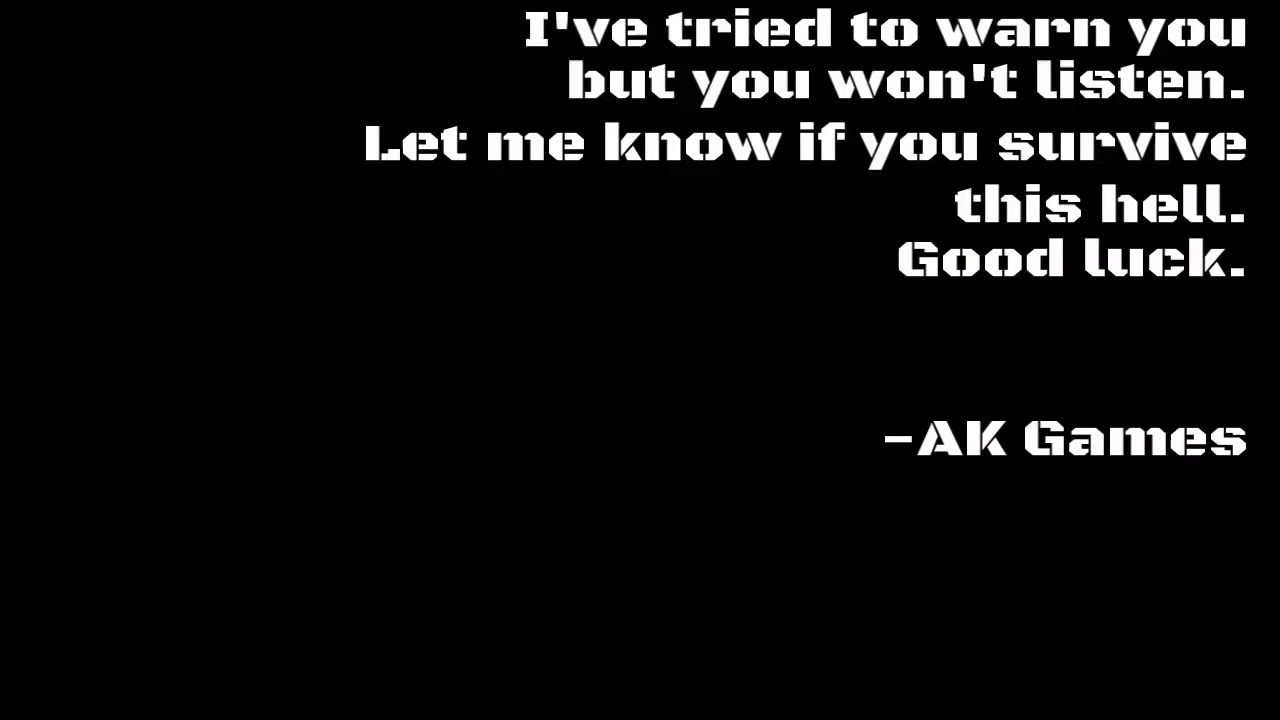 I've tried to warn you
but you won't listen.
Let me know if you survive
this hell.
Good luck.
-AK Games